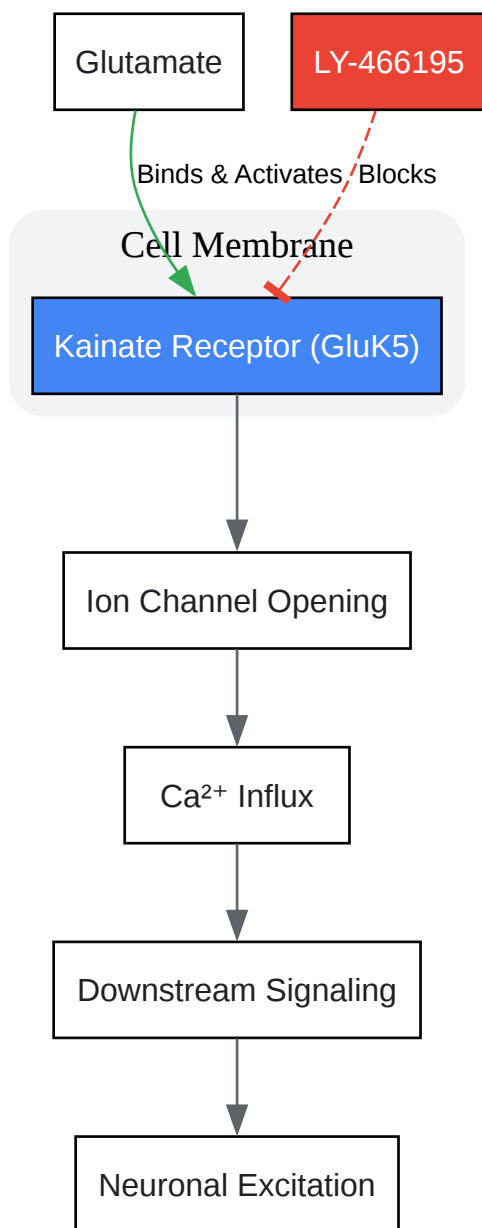 Glutamate
LY-466195
Binds & Activates
Blocks
Cell Membrane
Kainate Receptor (GluK5)
Ion Channel Opening
Ca²⁺ Influx
Downstream Signaling
Neuronal Excitation